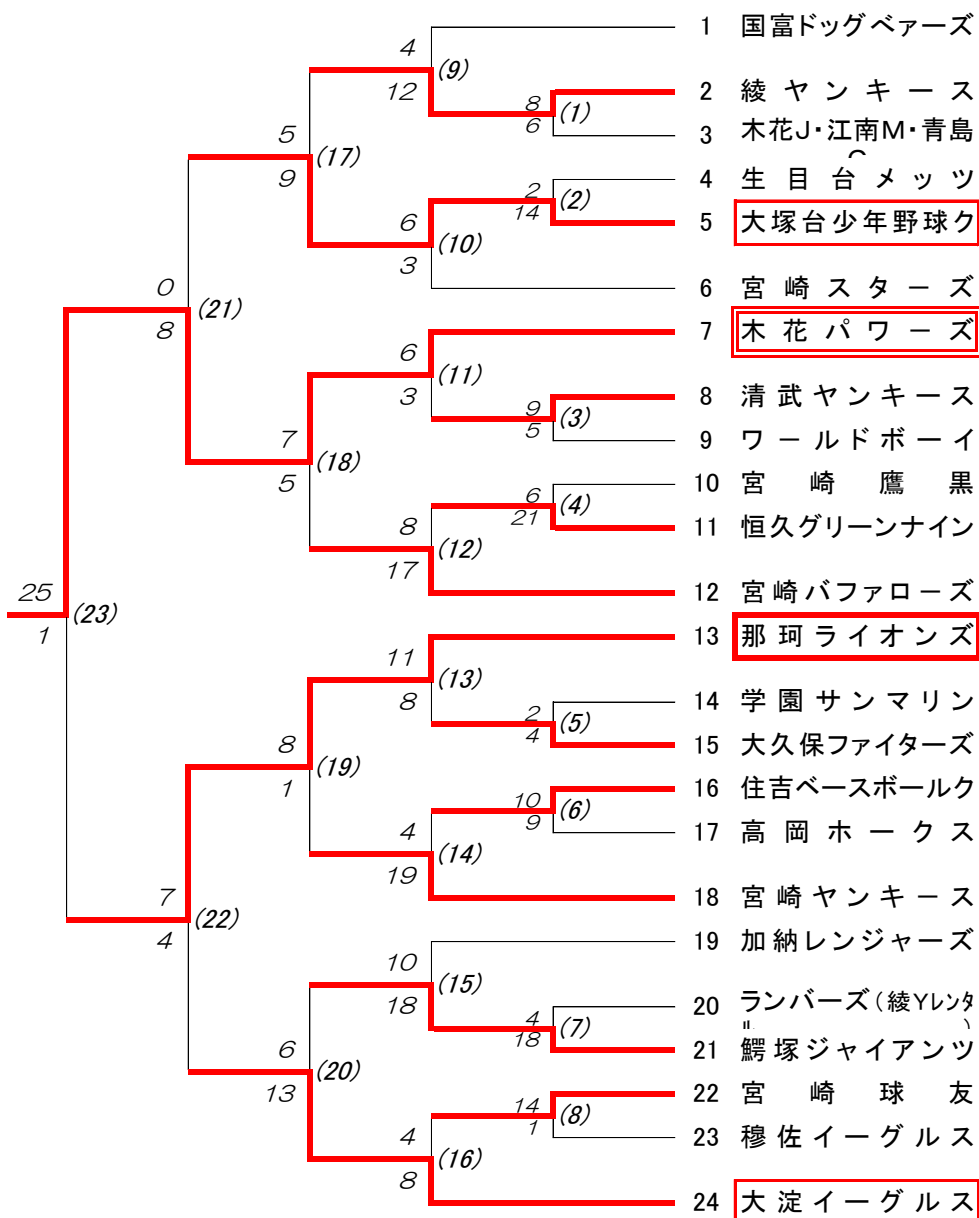 1 国富ドッグベァーズ
4
(9)
12
2 綾ヤンキース
8
(1)
6
3 木花J・江南M・青島
5
(17)
9
4 生目台メッツ
2
(2)
14
5 大塚台少年野球ク
6
(10)
3
6 宮崎スターズ
0
(21)
8
7 木花パワーズ
6
(11)
3
8 清武ヤンキース
9
(3)
5
9 ワールドボーイ
7
(18)
5
10 宮崎鷹黒
6
(4)
21
11 恒久グリーンナイン
8
(12)
17
12 宮崎バファローズ
25
(23)
1
13 那珂ライオンズ
11
(13)
8
14 学園サンマリン
2
(5)
4
15 大久保ファイターズ
8
(19)
1
16 住吉ベースボールク
10
(6)
9
17 高岡ホークス
4
(14)
19
18 宮崎ヤンキース
7
(22)
4
19 加納レンジャーズ
10
(15)
18
20 ランバーズ(綾Yレンタ
4
(7)
18
21 鰐塚ジャイアンツ
6
(20)
13
22 宮崎球友
14
(8)
1
23 穆佐イーグルス
4
(16)
8
24 大淀イーグルス